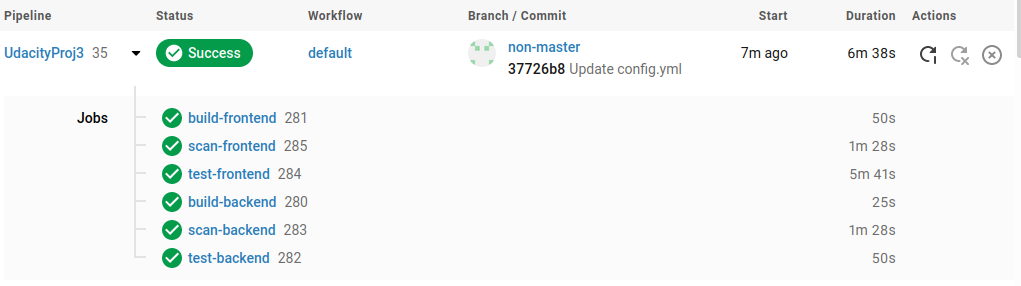 Pipeline Status Workflow Branch / Commit Start Duration Actions
UdacityProj3 35 Success default non-master 7m ago 6m 38s
37726b8 Update config.yml
Jobs build-frontend 281 50s
scan-frontend 285 1m 28s
test-frontend 284 5m 41s
build-backend 280 25s
scan-backend 283 1m 28s
test-backend 282 50s